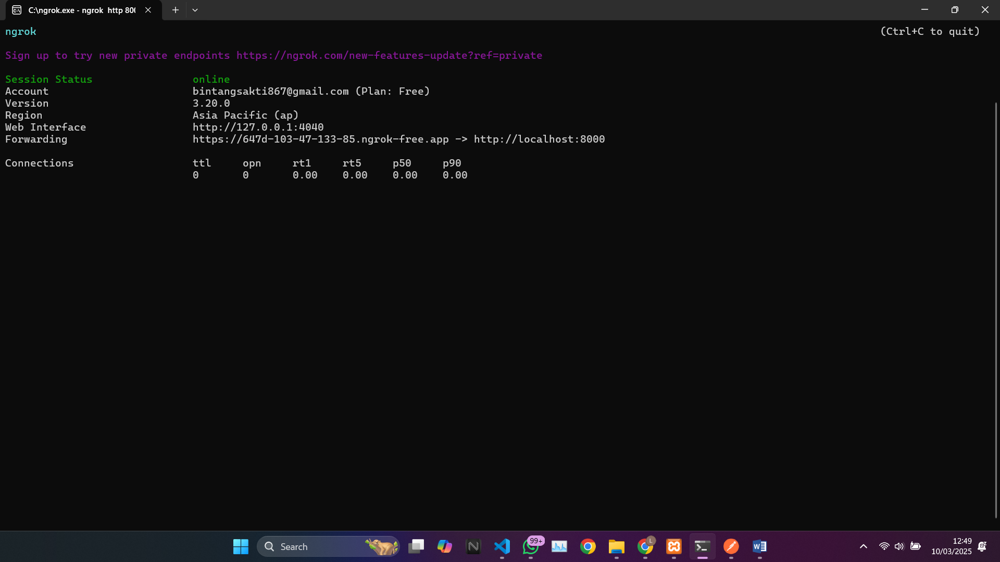 C:\ngrok.exe - ngrok http 800
ngrok (Ctrl+C to quit)
Sign up to try new private endpoints https://ngrok.com/new-features-update?ref=private
Session Status online
Account bintangsakti867@gmail.com (Plan: Free)
Version 3.20.0
Region Asia Pacific (ap)
Web Interface http://127.0.0.1:4040
Forwarding https://647d-103-47-133-85.ngrok-free.app -> http://localhost:8000
Connections ttl opn rt1 rt5 p50 p90
0 0 0.00 0.00 0.00 0.00
Search
99+
L
12:49
10/03/2025